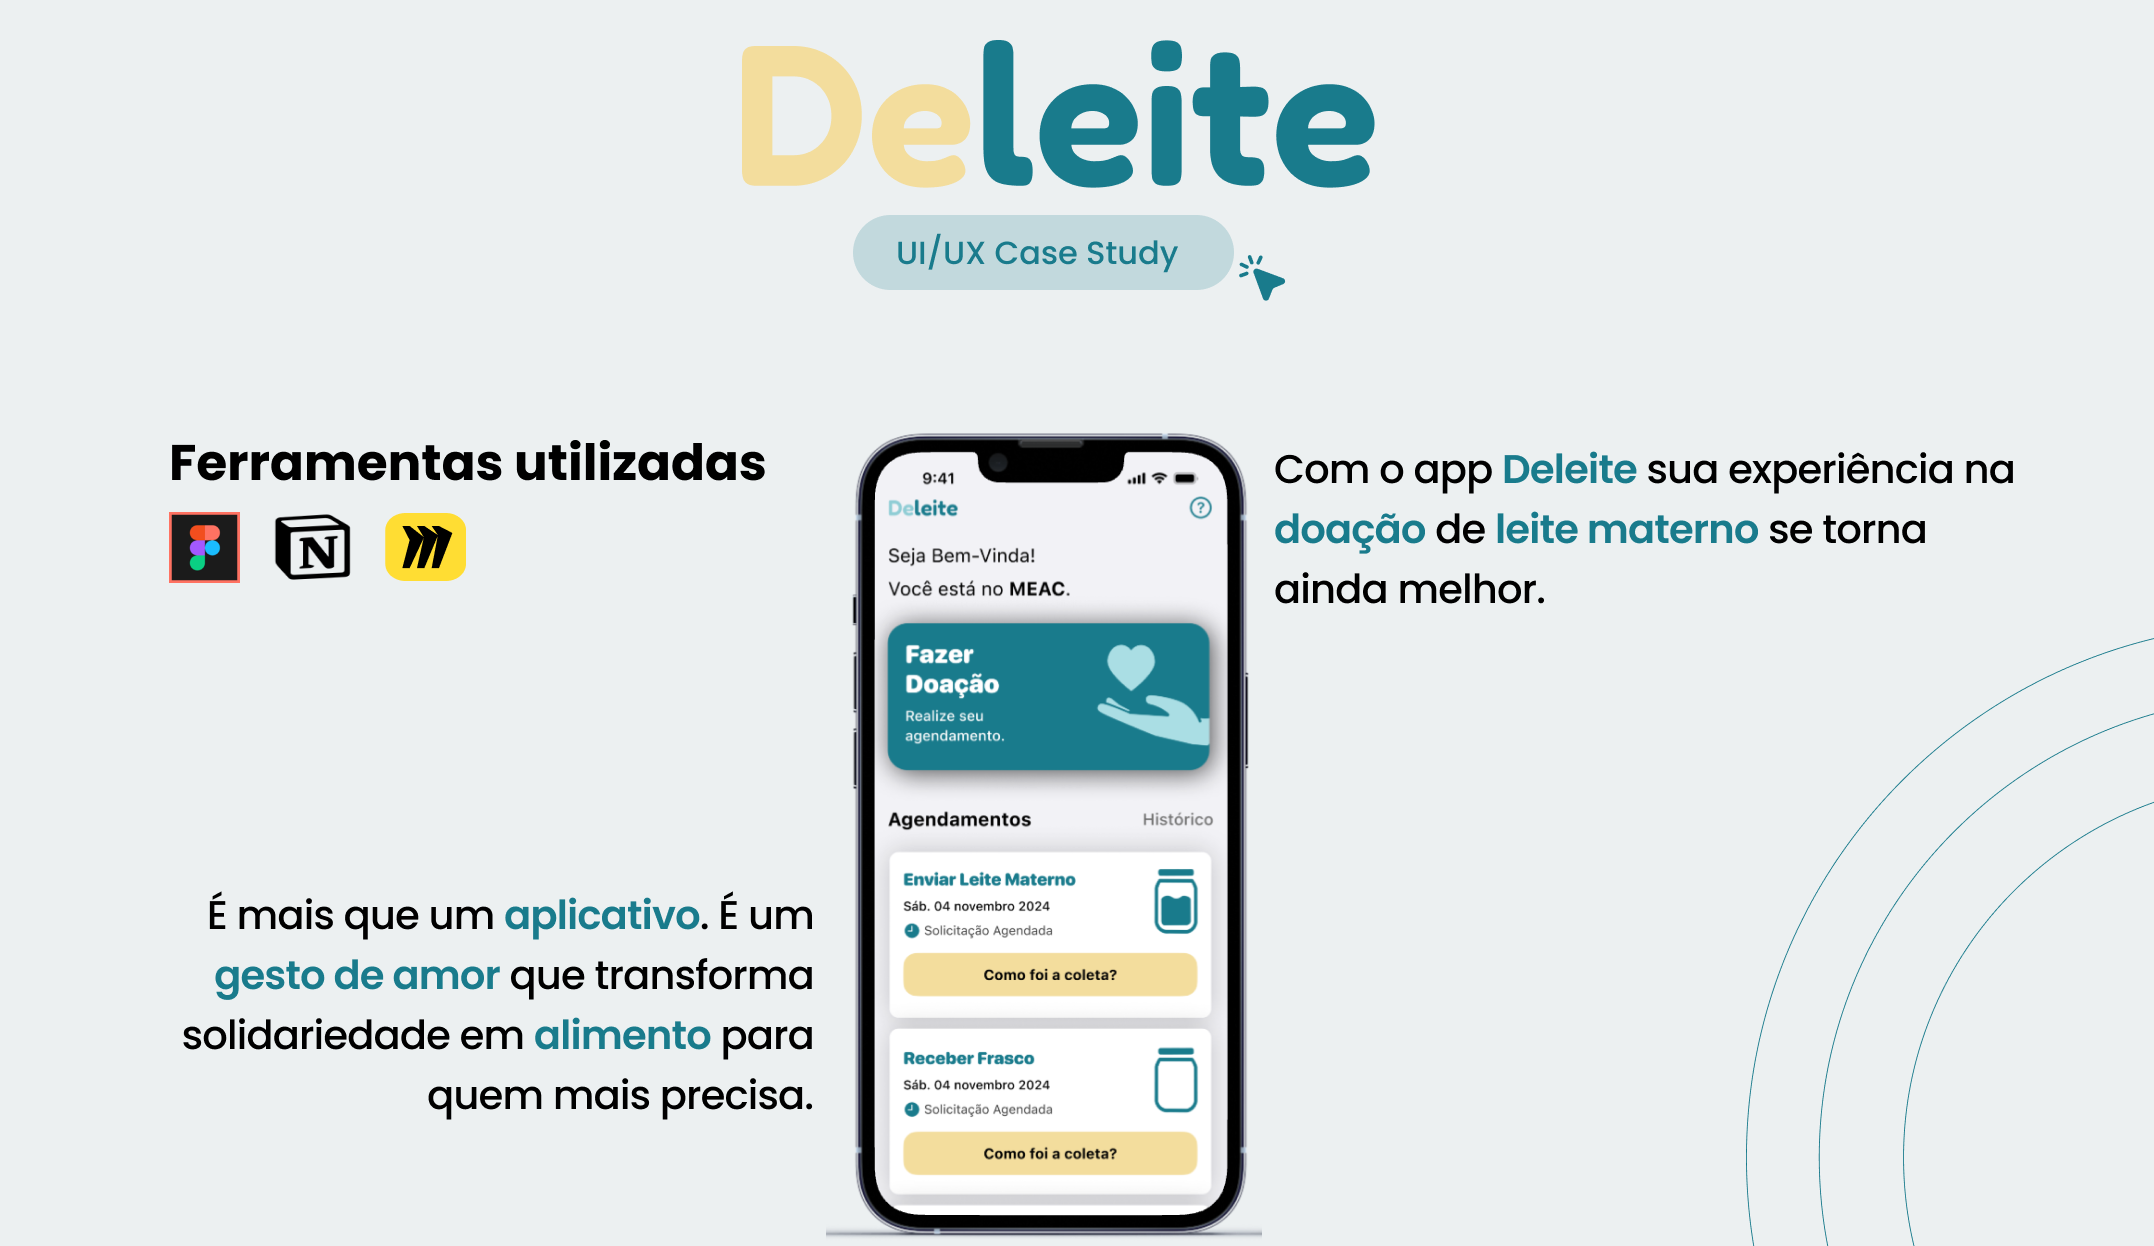 Deleite
UI/UX Case Study
Ferramentas utilizadas
N
É mais que um aplicativo. É um
gesto de amor que transforma
solidariedade em alimento para
quem mais precisa.
9:41
Deleite
?
Seja Bem-Vinda!
Você está no MEAC.
Fazer
Doação
Realize seu
agendamento.
Agendamentos
Histórico
Enviar Leite Materno
Sáb. 04 novembro 2024
Solicitação Agendada
Como foi a coleta?
Receber Frasco
Sáb. 04 novembro 2024
Solicitação Agendada
Como foi a coleta?
Com o app Deleite sua experiência na
doação de leite materno se torna
ainda melhor.